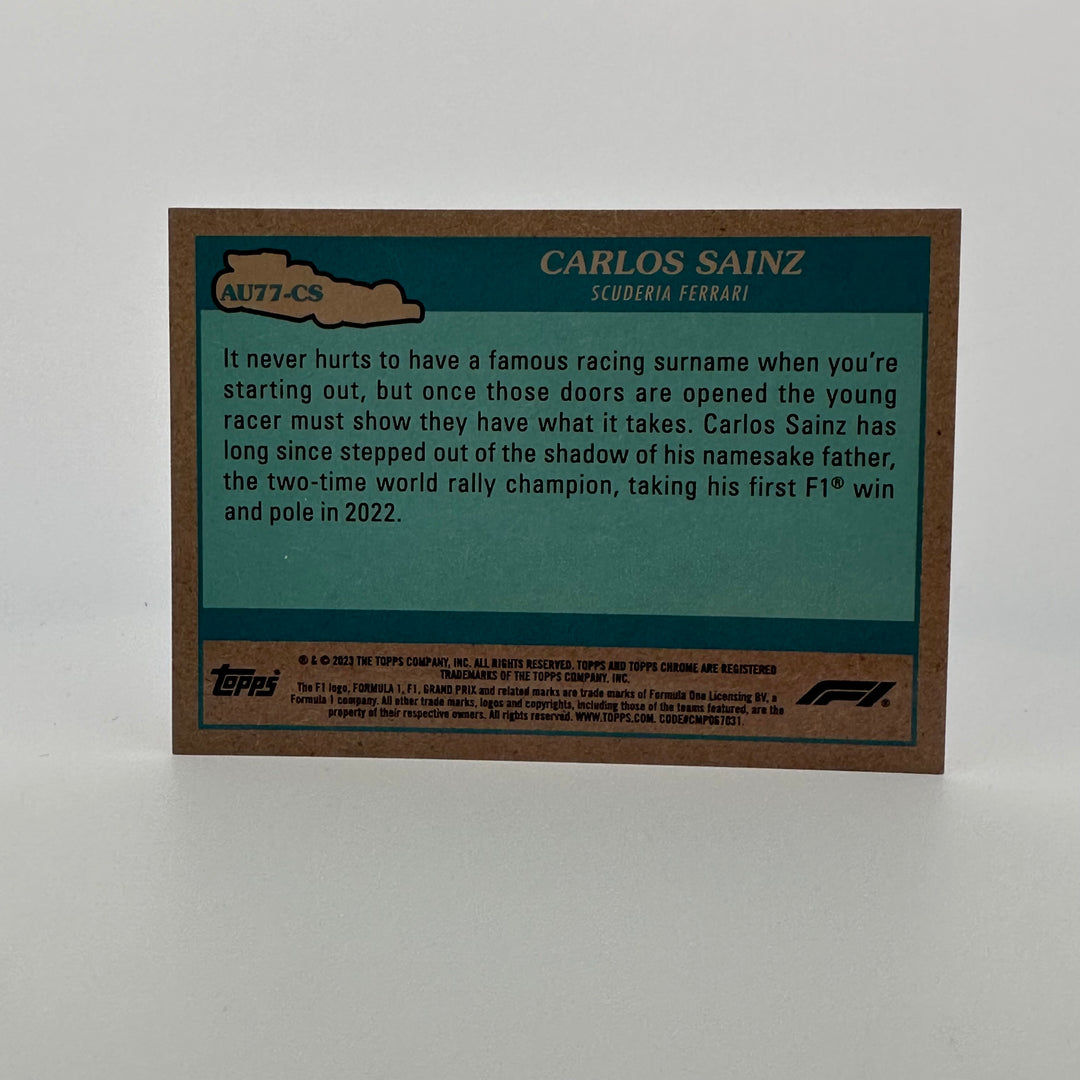 CARLOS SAINZ
AU77-CS
SCUDERIA FERRARI
It never hurts to have a famous racing surname when you're
starting out, but once those doors are opened the young
racer must show they have what it takes. Carlos Sainz has
long since stepped out of the shadow of his namesake father,
the two-time world rally champion, taking his first F1® win
and pole in 2022.
Topps®
® & © 2023 THE TOPPS COMPANY, INC. ALL RIGHTS RESERVED. TOPPS AND TOPPS CHROME ARE REGISTERED
TRADEMARKS OF THE TOPPS COMPANY, INC.
The F1 logo, FORMULA 1, F1, GRAND PRIX and related marks are trade marks of Formula One Licensing BV, a
Formula 1 company. All other trade marks, logos and copyrights, including those of the teams featured, are the
property of their respective owners. All rights reserved. WWW.TOPPS.COM. CODE#CMP067031.
F1®